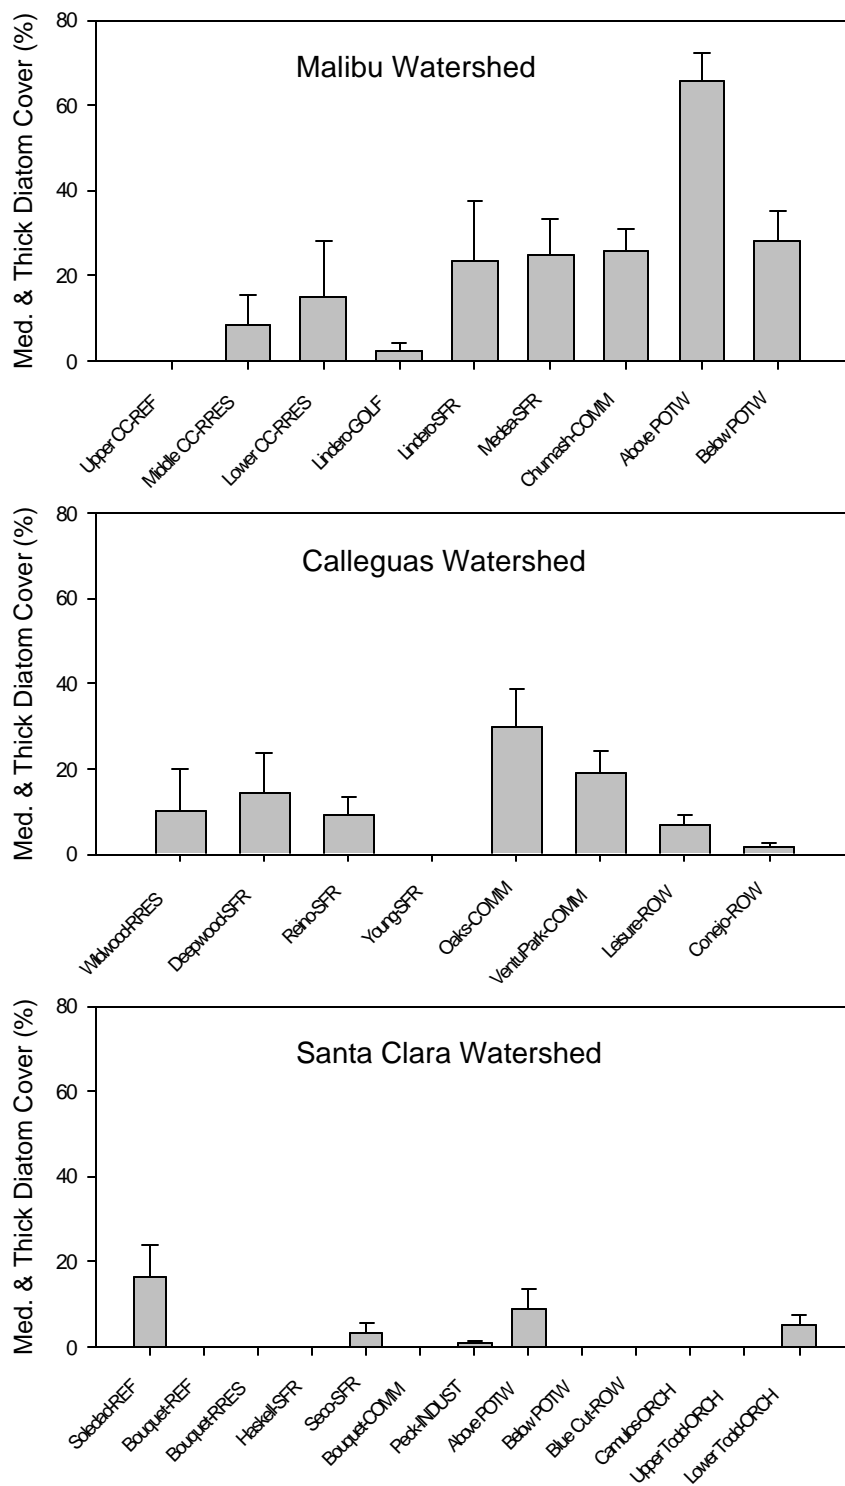 Malibu Watershed
Med. & Thick Diatom Cover (%)
80
60
40
20
0
Upper CC-REF
Middle CC-RRES
Lower CC-RRES
Lindero-GOLF
Lindero-SFR
Medea-SFR
Chumash-COMM
Above POTW
Below POTW
Calleguas Watershed
Med. & Thick Diatom Cover (%)
80
60
40
20
0
Wildwood-RRES
Deepwood-SFR
Reino-SFR
Young-SFR
Oaks-COMM
VentuPark-COMM
Leisure-ROW
Conejo-ROW
Santa Clara Watershed
Med. & Thick Diatom Cover (%)
80
60
40
20
0
Soledad-REF
Bouquet-REF
Bouquet-RRES
Haskell-SFR
Seco-SFR
Bouquet-COMM
Peck-INDUST
Above POTW
Below POTW
Blue Cut-ROW
Camulos-ORCH
Upper Todd-ORCH
Lower Todd-ORCH